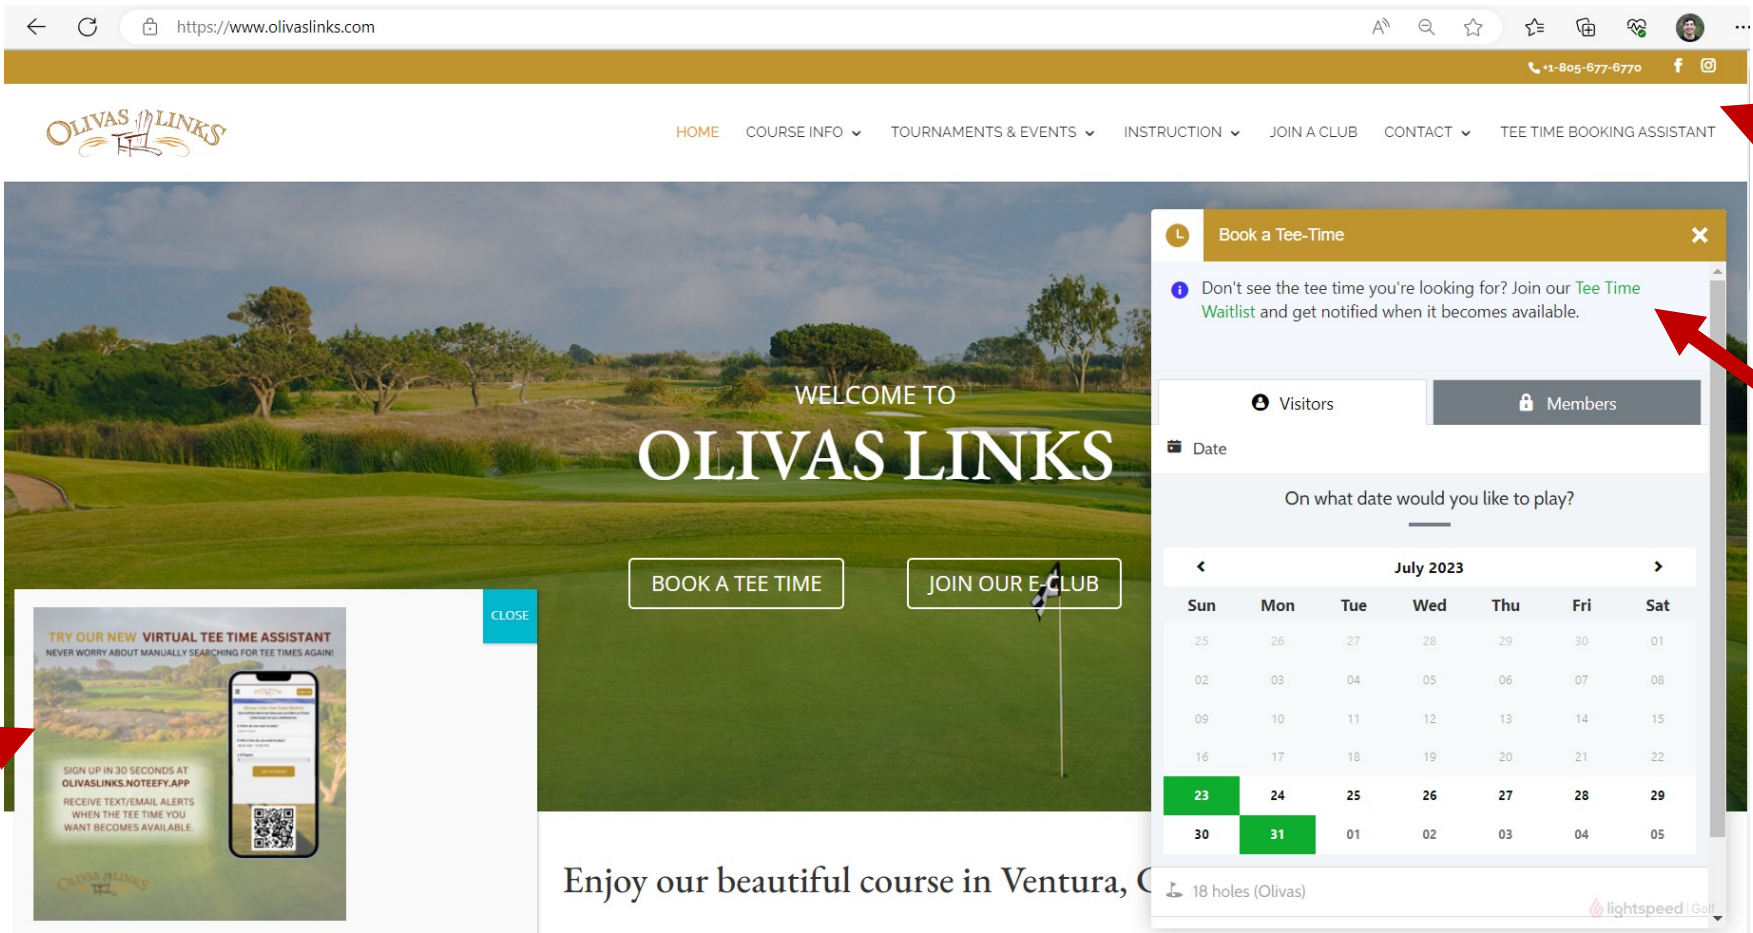 https://www.olivaslinks.com
+1-805-677-6770
OLIVAS LINKS
HOME COURSE INFO TOURNAMENTS & EVENTS INSTRUCTION JOIN A CLUB CONTACT TEE TIME BOOKING ASSISTANT
Book a Tee-Time
Don't see the tee time you're looking for? Join our Tee Time
Waitlist and get notified when it becomes available.
Visitors Members
Date
On what date would you like to play?
July 2023
Sun Mon Tue Wed Thu Fri Sat
25 26 27 28 29 30 01
02 03 04 05 06 07 08
09 10 11 12 13 14 15
16 17 18 19 20 21 22
23 24 25 26 27 28 29
30 31 01 02 03 04 05
18 holes (Olivas)
lightspeed Golf
WELCOME TO
OLIVAS LINKS
BOOK A TEE TIME JOIN OUR E-CLUB
CLOSE
TRY OUR NEW VIRTUAL TEE TIME ASSISTANT
NEVER WORRY ABOUT MANUALLY SEARCHING FOR TEE TIMES AGAIN!
SIGN UP IN 30 SECONDS AT
OLIVASLINKS.NOTEEFY.APP
RECEIVE TEXT/EMAIL ALERTS
WHEN THE TEE TIME YOU
WANT BECOMES AVAILABLE.
OLIVAS LINKS
Enjoy our beautiful course in Ventura,